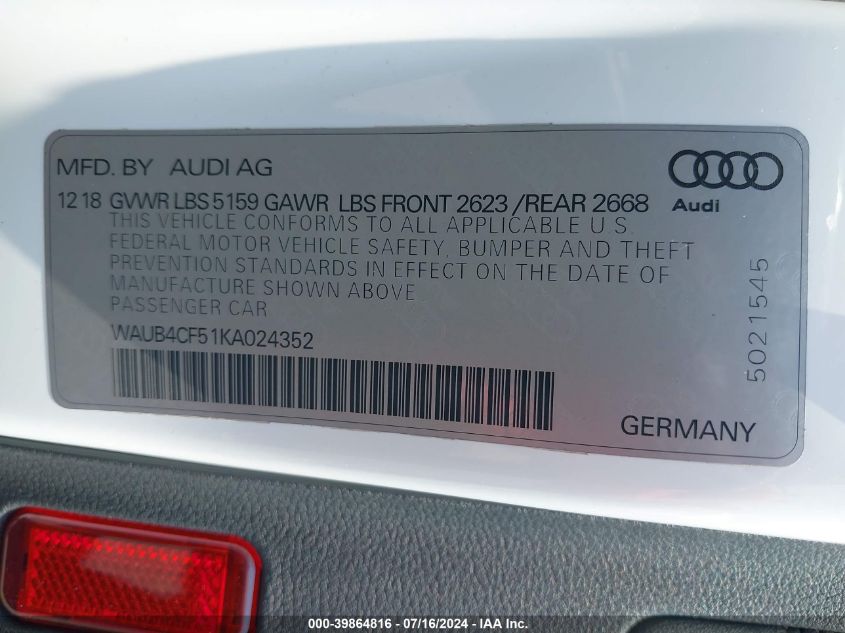 MFD. BY AUDI AG
12 18 GVWR LBS 5159 GAWR LBS FRONT 2623 /REAR 2668
Audi
THIS VEHICLE CONFORMS TO ALL APPLICABLE U.S.
FEDERAL MOTOR VEHICLE SAFETY, BUMPER AND THEFT
PREVENTION STANDARDS IN EFFECT ON THE DATE OF
MANUFACTURE SHOWN ABOVE.
PASSENGER CAR
WAUB4CF51KA024352
5021545
GERMANY
000-39864816 - 07/16/2024 - IAA Inc.